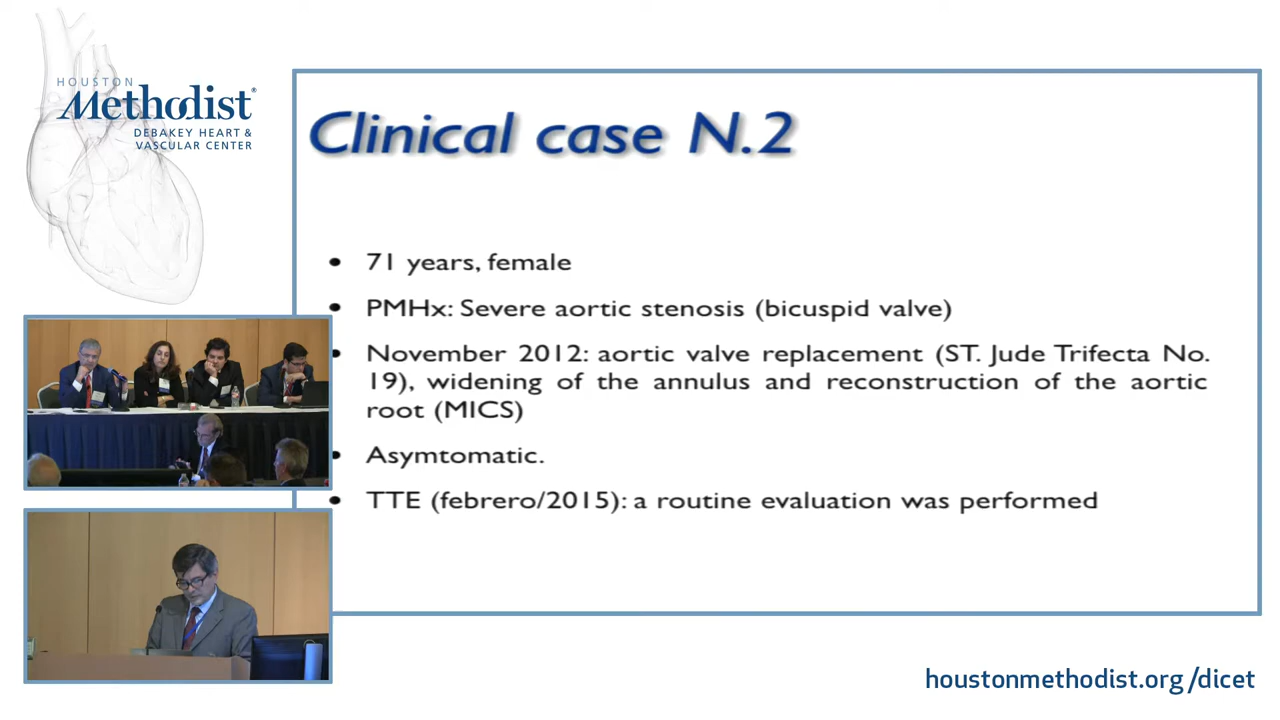 HOUSTON
Methodist®
DEBAKEY HEART &
VASCULAR CENTER
Clinical case N.2
• 71 years, female
• PMHx: Severe aortic stenosis (bicuspid valve)
• November 2012: aortic valve replacement (ST. Jude Trifecta No.
19), widening of the annulus and reconstruction of the aortic
root (MICS)
• Asymtomatic.
• TTE (febrero/2015): a routine evaluation was performed
houstonmethodist.org/dicet